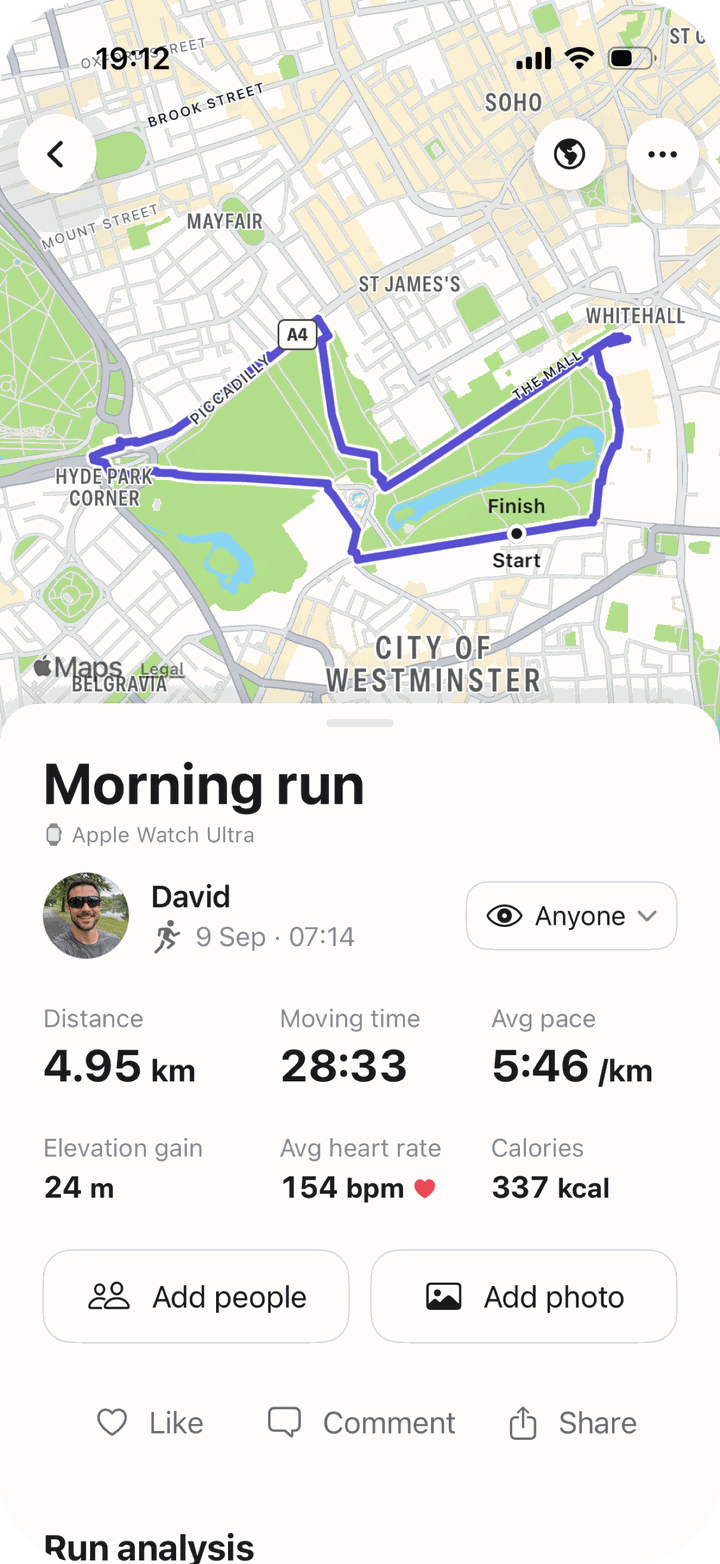 19:12
OXFORD STREET
ST G
BROOK STREET
SOHO
MOUNT STREET
MAYFAIR
ST JAMES'S
WHITEHALL
A4
PICCADILLY
THE MALL
HYDE PARK
CORNER
Finish
Start
CITY OF
WESTMINSTER
Maps Legal
BELGRAVIA
Morning run
Apple Watch Ultra
David
9 Sep · 07:14
Anyone
Distance
Moving time
Avg pace
4.95 km
28:33
5:46 /km
Elevation gain
Avg heart rate
Calories
24 m
154 bpm
337 kcal
Add people
Add photo
Like
Comment
Share
Run analysis